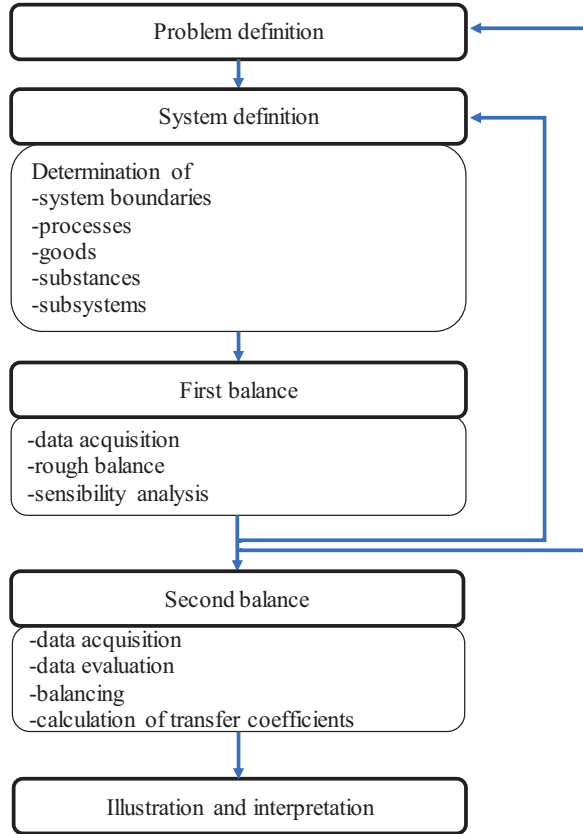 Problem definition
System definition
Determination of
-system boundaries
-processes
-goods
-substances
-subsystems
First balance
-data acquisition
-rough balance
-sensibility analysis
Second balance
-data acquisition
-data evaluation
-balancing
-calculation of transfer coefficients
Illustration and interpretation